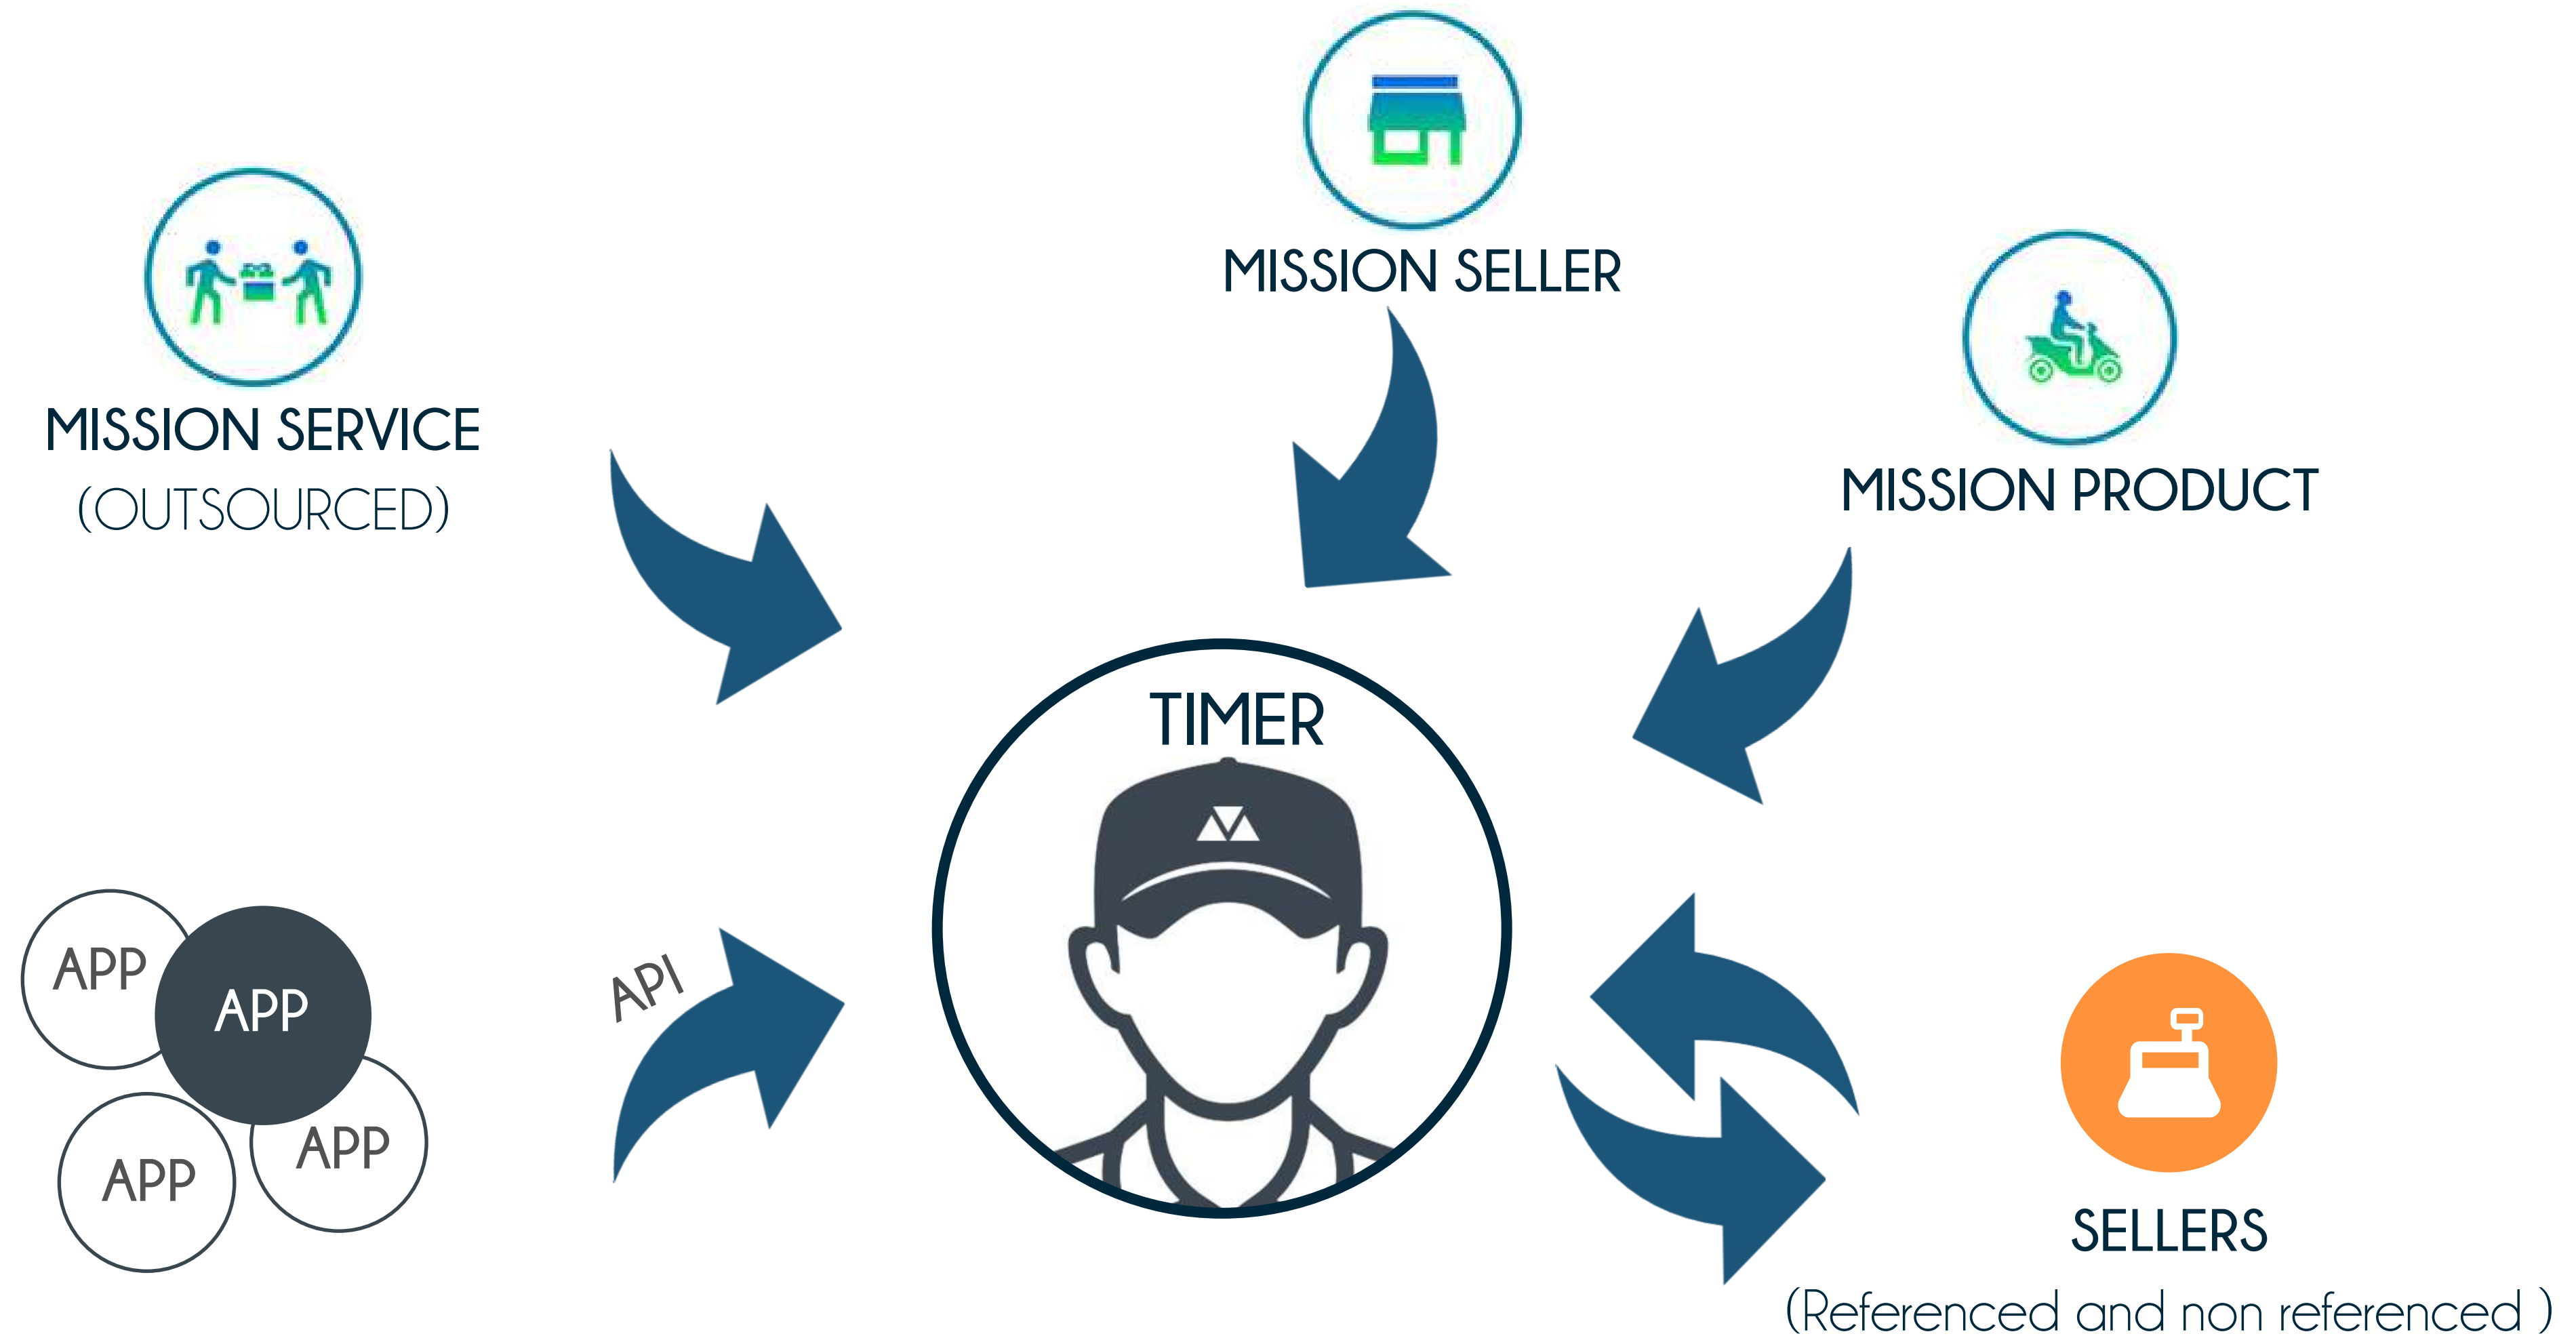 MISSION SELLER
MISSION SERVICE
(OUTSOURCED)
MISSION PRODUCT
TIMER
APP
APP
APP
APP
API
SELLERS
(Referenced and non referenced )